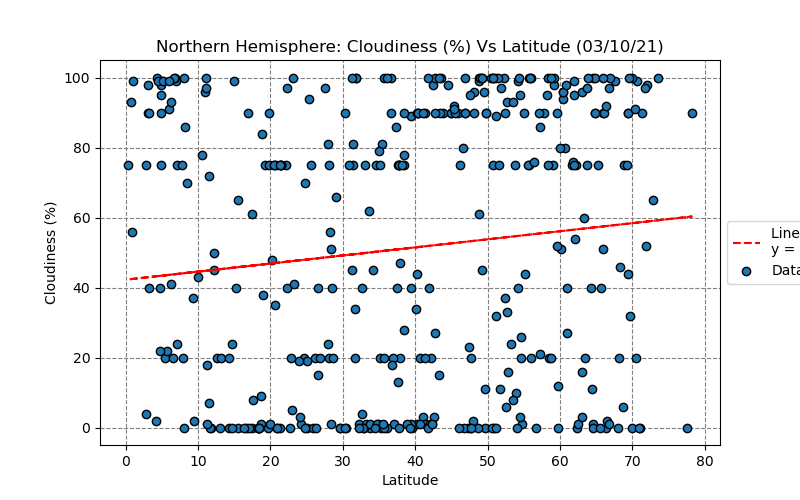 Northern Hemisphere: Cloudiness (%) Vs Latitude (03/10/21)
Cloudiness (%)
100
80
60
40
20
0
0 10 20 30 40 50 60 70 80
Latitude
Line
y =
Data